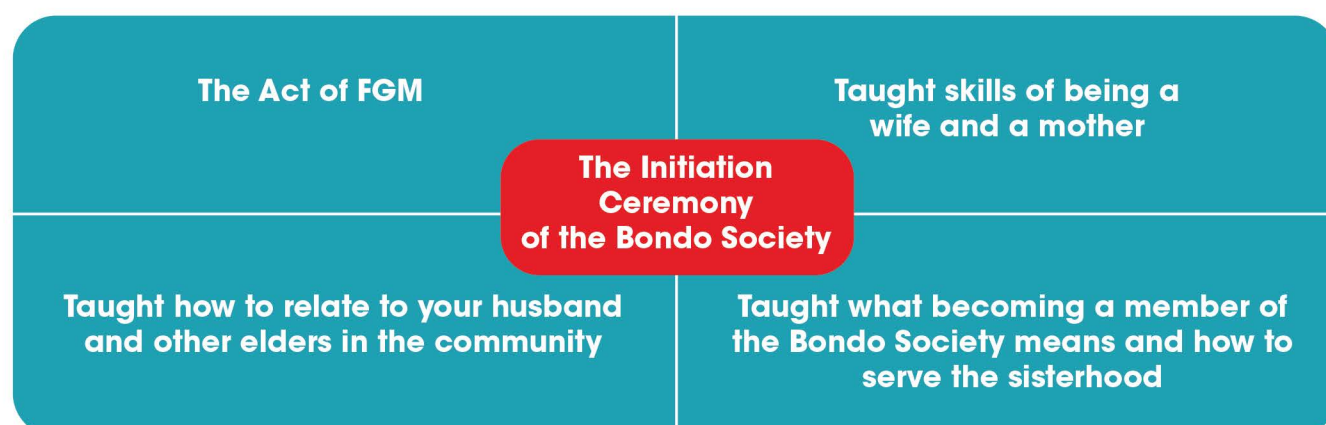 The Act of FGM
Taught skills of being a
wife and a mother
The Initiation
Ceremony
of the Bondo Society
Taught how to relate to your husband
and other elders in the community
Taught what becoming a member of
the Bondo Society means and how to
serve the sisterhood